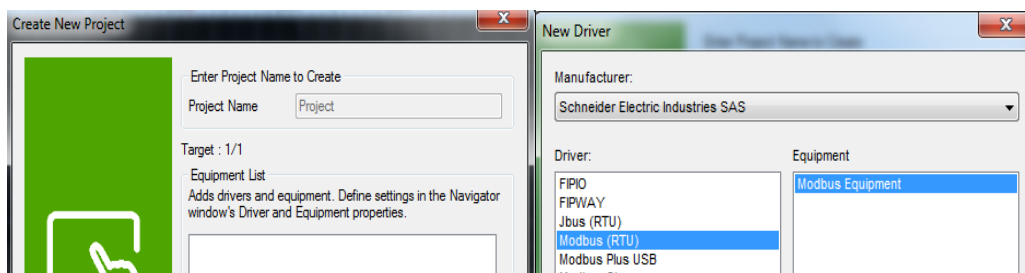 Create New Project
Enter Project Name to Create
Project Name
Project
Target : 1/1
Equipment List
Adds drivers and equipment. Define settings in the Navigator
window's Driver and Equipment properties.
New Driver
Manufacturer:
Schneider Electric Industries SAS
Driver:
FIPIO
FIPWAY
Jbus (RTU)
Modbus (RTU)
Modbus Plus USB
Equipment
Modbus Equipment